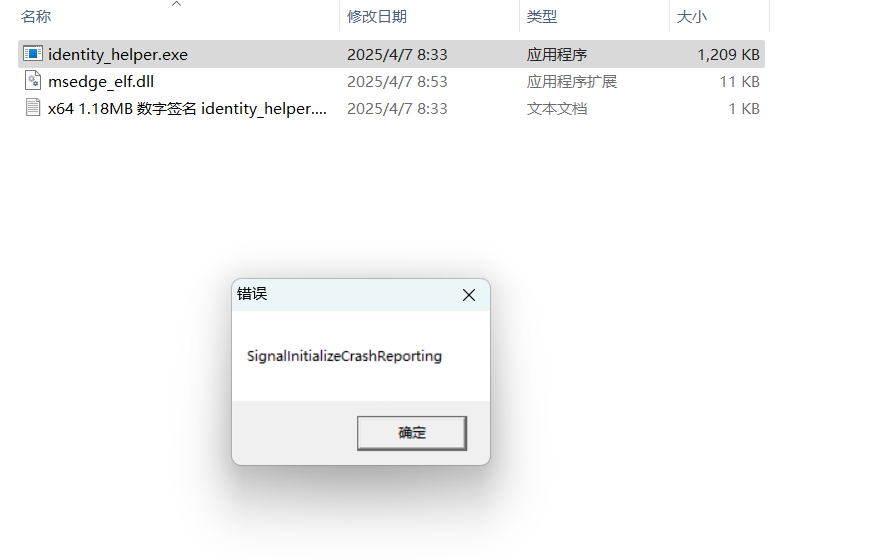 名称 修改日期 类型 大小
identity_helper.exe 2025/4/7 8:33 应用程序 1,209 KB
msedge_elf.dll 2025/4/7 8:53 应用程序扩展 11 KB
x64 1.18MB 数字签名 identity_helper.... 2025/4/7 8:33 文本文档 1 KB
错误
SignalInitializeCrashReporting
确定